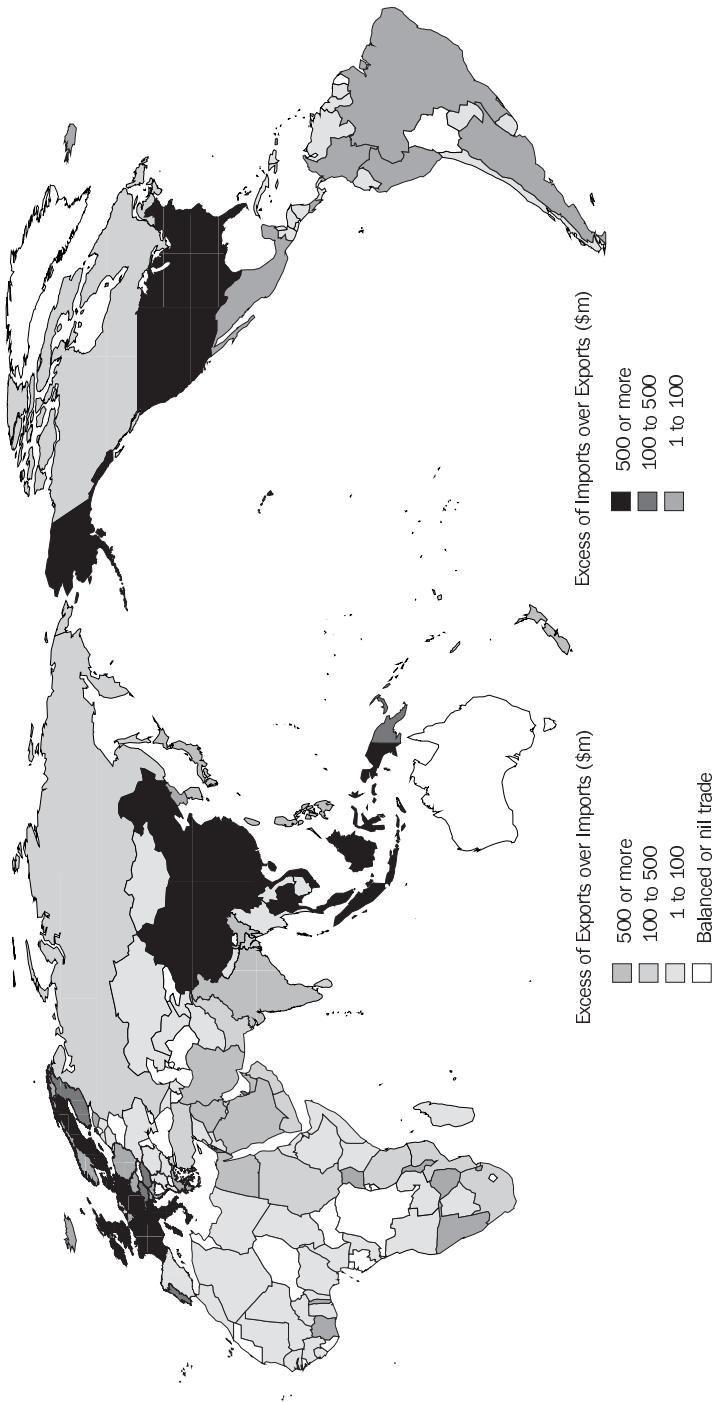 Excess of Exports over Imports ($m)
500 or more
100 to 500
1 to 100
Balanced or nil trade
Excess of Imports over Exports ($m)
500 or more
100 to 500
1 to 100